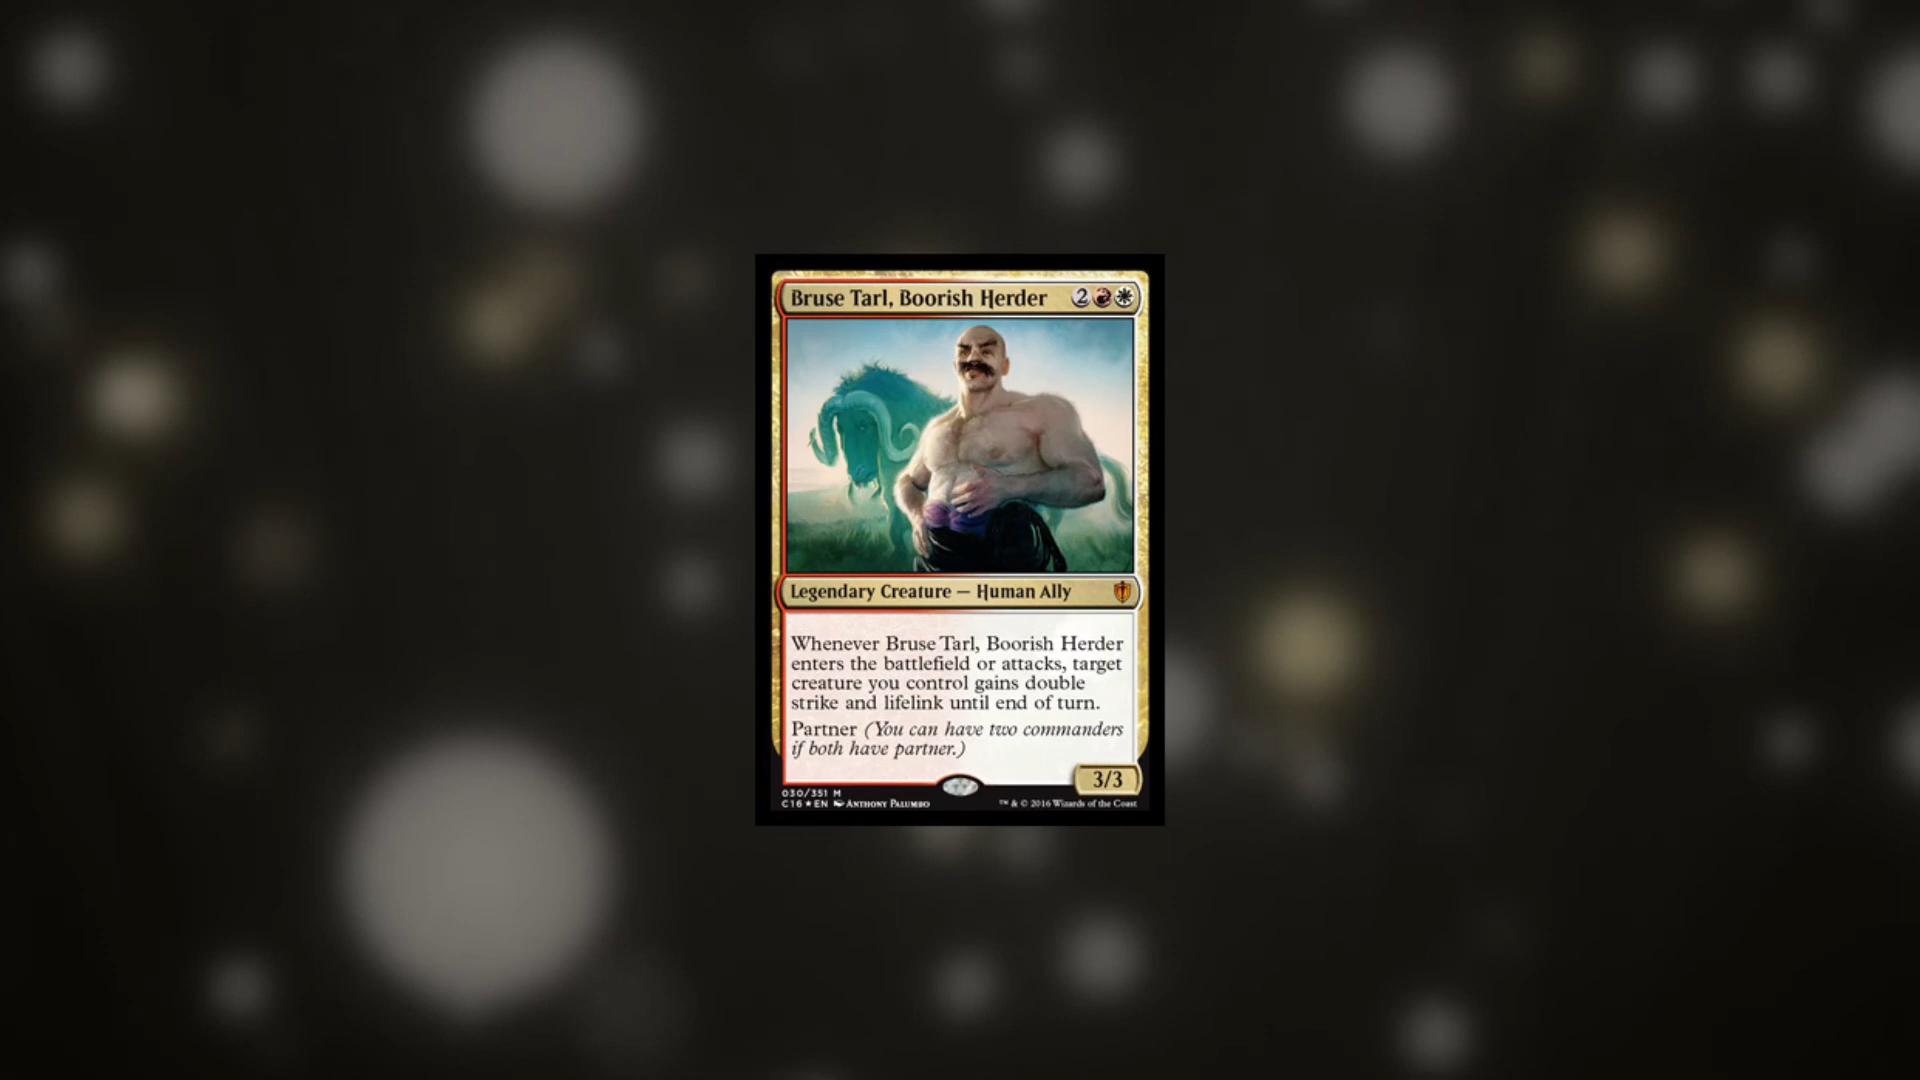 Bruse Tarl, Boorish Herder 2
Legendary Creature — Human Ally
Whenever Bruse Tarl, Boorish Herder
enters the battlefield or attacks, target
creature you control gains double
strike and lifelink until end of turn.
Partner (You can have two commanders
if both have partner.)
3/3
030/351 M
C16★EN Anthony Palumbo
™ & © 2016 Wizards of the Coast